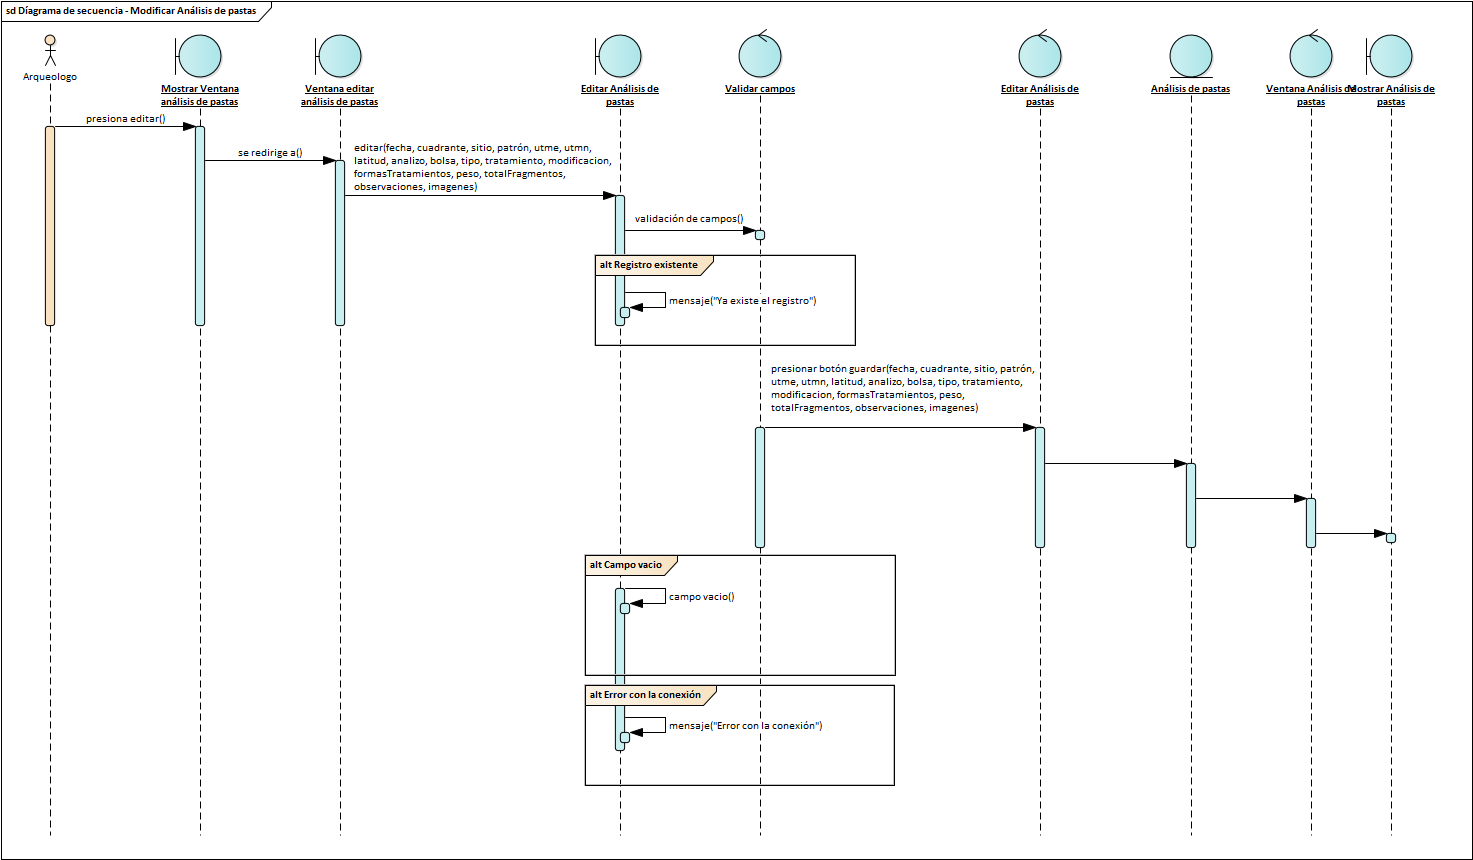 sd Díagrama de secuencia - Modificar Análisis de pastas
Arqueologo
Mostrar Ventana
análisis de pastas
Ventana editar
análisis de pastas
Editar Análisis de
pastas
Validar campos
Editar Análisis de
pastas
Análisis de pastas
Ventana Análisis de
pastas
Mostrar Análisis de
pastas
presiona editar()
se redirige a()
editar(fecha, cuadrante, sitio, patrón, utme, utmn,
latitud, analizo, bolsa, tipo, tratamiento, modificacion,
formasTratamientos, peso, totalFragmentos,
observaciones, imagenes)
validación de campos()
alt Registro existente
mensaje("Ya existe el registro")
presionar botón guardar(fecha, cuadrante, sitio, patrón,
utme, utmn, latitud, analizo, bolsa, tipo, tratamiento,
modificacion, formasTratamientos, peso,
totalFragmentos, observaciones, imagenes)
alt Campo vacio
campo vacio()
alt Error con la conexión
mensaje("Error con la conexión")